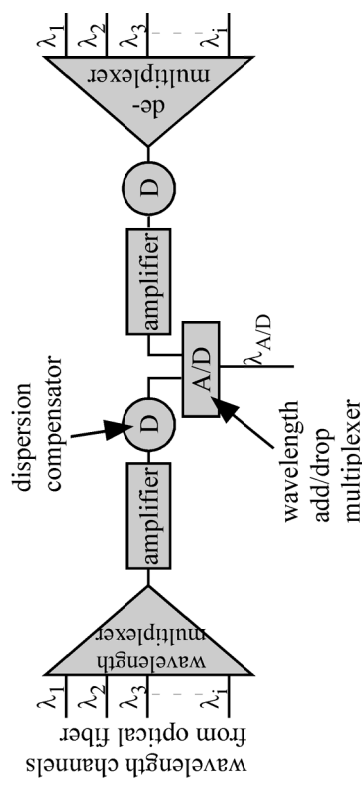 wavelength channels
from optical fiber
λ1
λ2
λ3
λi
wavelength
multiplexer
amplifier
D
dispersion
compensator
A/D
λA/D
wavelength
add/drop
multiplexer
amplifier
D
de-
multiplexer
λ1
λ2
λ3
λi